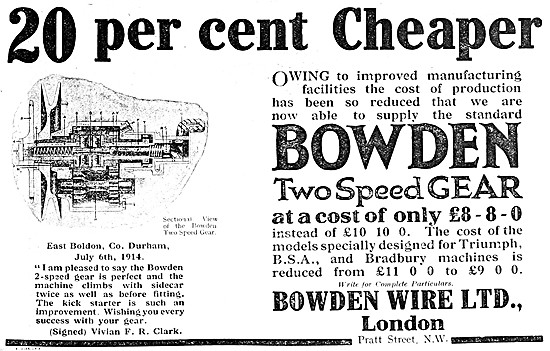 20 per cent Cheaper
OWING to improved manufacturing
facilities the cost of production
has been so reduced that we are
now able to supply the standard
BOWDEN
Two Speed GEAR
at a cost of only £8-8-0
instead of £10 10 0. The cost of the
models specially designed for Triumph,
B.S.A., and Bradbury machines is
reduced from £11 0 0 to £9 0 0.
Write for Complete Particulars.
BOWDEN WIRE LTD.,
London
Pratt Street, N.W.
Sectional View
of the Bowden
Two Speed Gear.
East Boldon, Co. Durham,
July 6th, 1914.
"I am pleased to say the Bowden
2-speed gear is perfect and the
machine climbs with sidecar
twice as well as before fitting.
The kick starter is such an
improvement. Wishing you every
success with your gear.
(Signed) Vivian F. R. Clark.